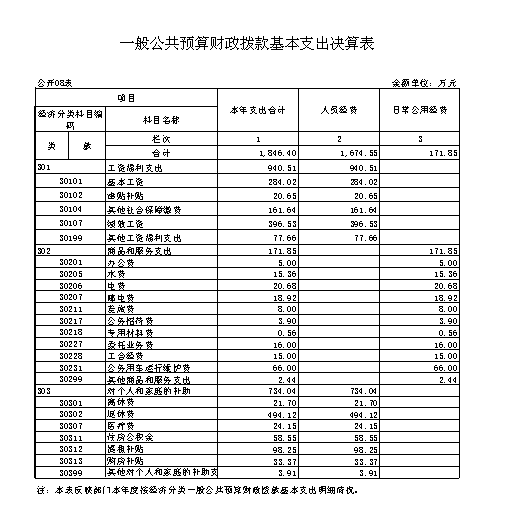 一般公共预算财政拨款基本支出决算表
公开08表 金额单位：万元
项目 本年支出合计 人员经费 日常公用经费
经济分类科目编码 科目名称
类 款 栏次 1 2 3
合计 1,846.40 1,674.55 171.85
301 工资福利支出 940.51 940.51
30101 基本工资 284.02 284.02
30102 津贴补贴 20.65 20.65
30104 其他社会保障缴费 161.64 161.64
30107 绩效工资 396.53 396.53
30199 其他工资福利支出 77.66 77.66
302 商品和服务支出 171.85 171.85
30201 办公费 5.00 5.00
30205 水费 15.36 15.36
30206 电费 20.68 20.68
30207 邮电费 18.92 18.92
30211 差旅费 8.00 8.00
30217 公务招待费 3.90 3.90
30218 专用材料费 0.56 0.56
30227 委托业务费 16.00 16.00
30228 工会经费 15.00 15.00
30231 公务用车运行维护费 66.00 66.00
30299 其他商品和服务支出 2.44 2.44
303 对个人和家庭的补助 734.04 734.04
30301 离休费 21.70 21.70
30302 退休费 494.12 494.12
30307 医疗费 24.15 24.15
30311 住房公积金 58.55 58.55
30312 提租补贴 98.25 98.25
30313 购房补贴 33.37 33.37
30399 其他对个人和家庭的补助支 3.91 3.91
注：本表反映部门本年度按经济分类一般公共预算财政拨款基本支出明细情况。